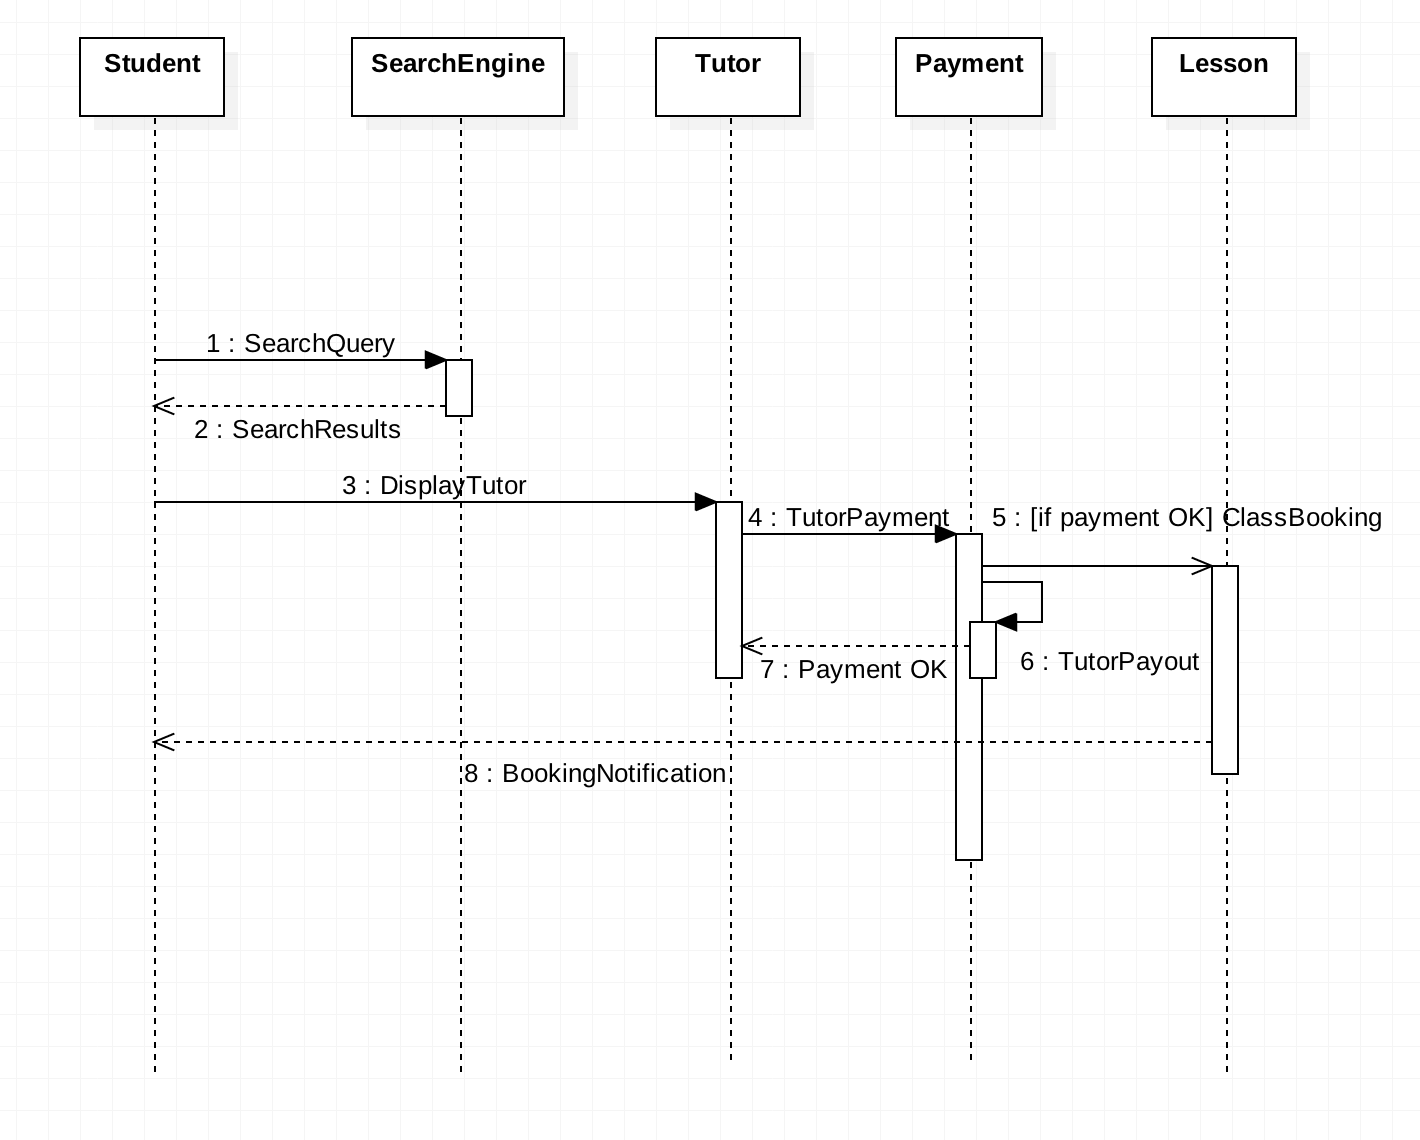 Student
SearchEngine
Tutor
Payment
Lesson
1 : SearchQuery
2 : SearchResults
3 : DisplayTutor
4 : TutorPayment
5 : [if payment OK] ClassBooking
6 : TutorPayout
7 : Payment OK
8 : BookingNotification